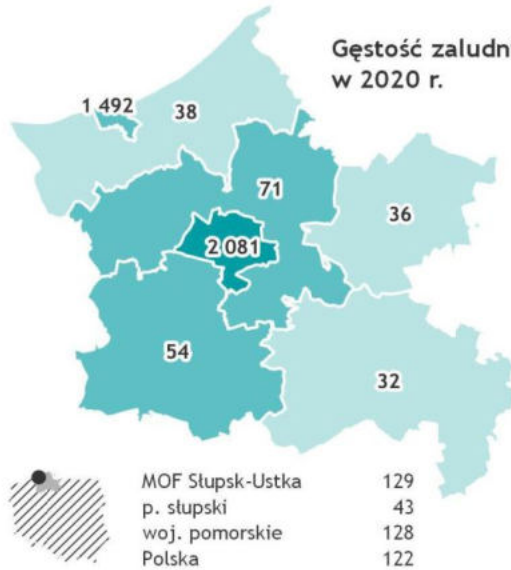 Gęstość zaludn
w 2020 r.
1 492
38
71
36
2 081
54
32
MOF Słupsk-Ustka 129
p. słupski 43
woj. pomorskie 128
Polska 122